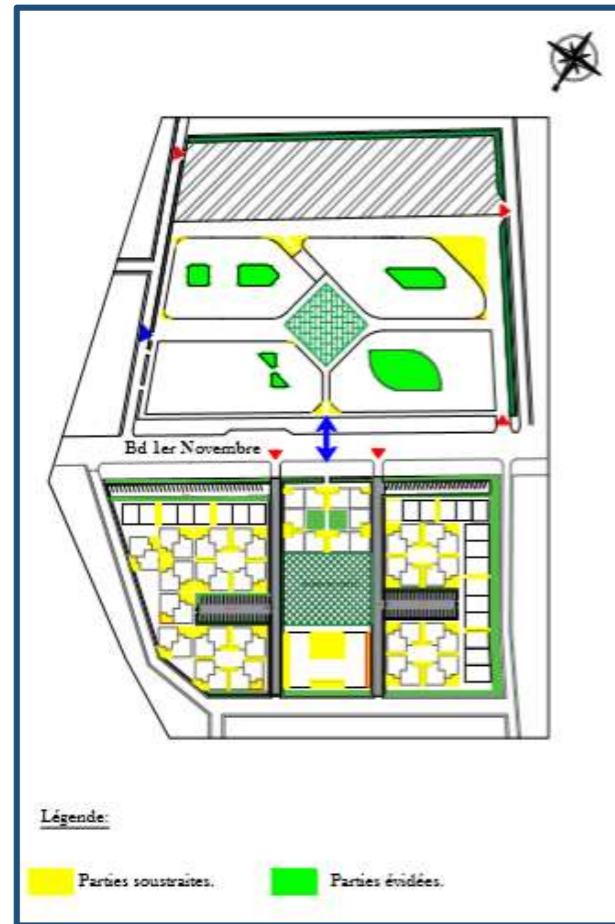 Bd 1er Novembre
Légende:
Parties soustraites.
Parties évidées.